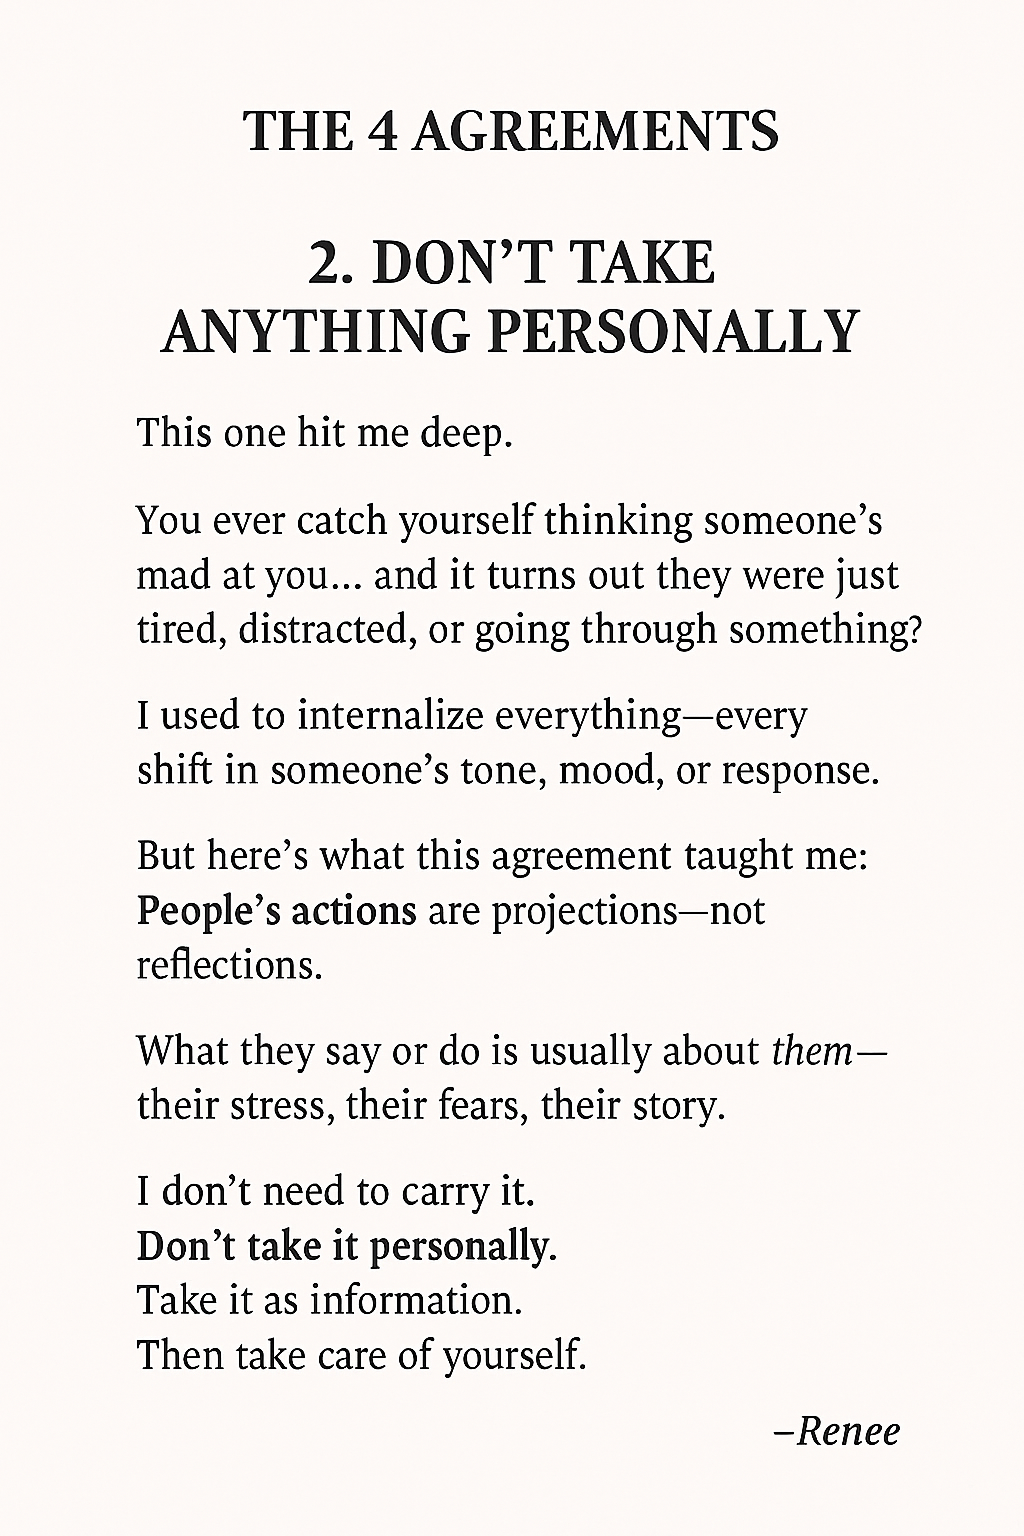 THE 4 AGREEMENTS
2. DON’T TAKE
ANYTHING PERSONALLY
This one hit me deep.
You ever catch yourself thinking someone’s
mad at you... and it turns out they were just
tired, distracted, or going through something?
I used to internalize everything—every
shift in someone’s tone, mood, or response.
But here’s what this agreement taught me:
People’s actions are projections—not
reflections.
What they say or do is usually about them—
their stress, their fears, their story.
I don’t need to carry it.
Don’t take it personally.
Take it as information.
Then take care of yourself.
–Renee